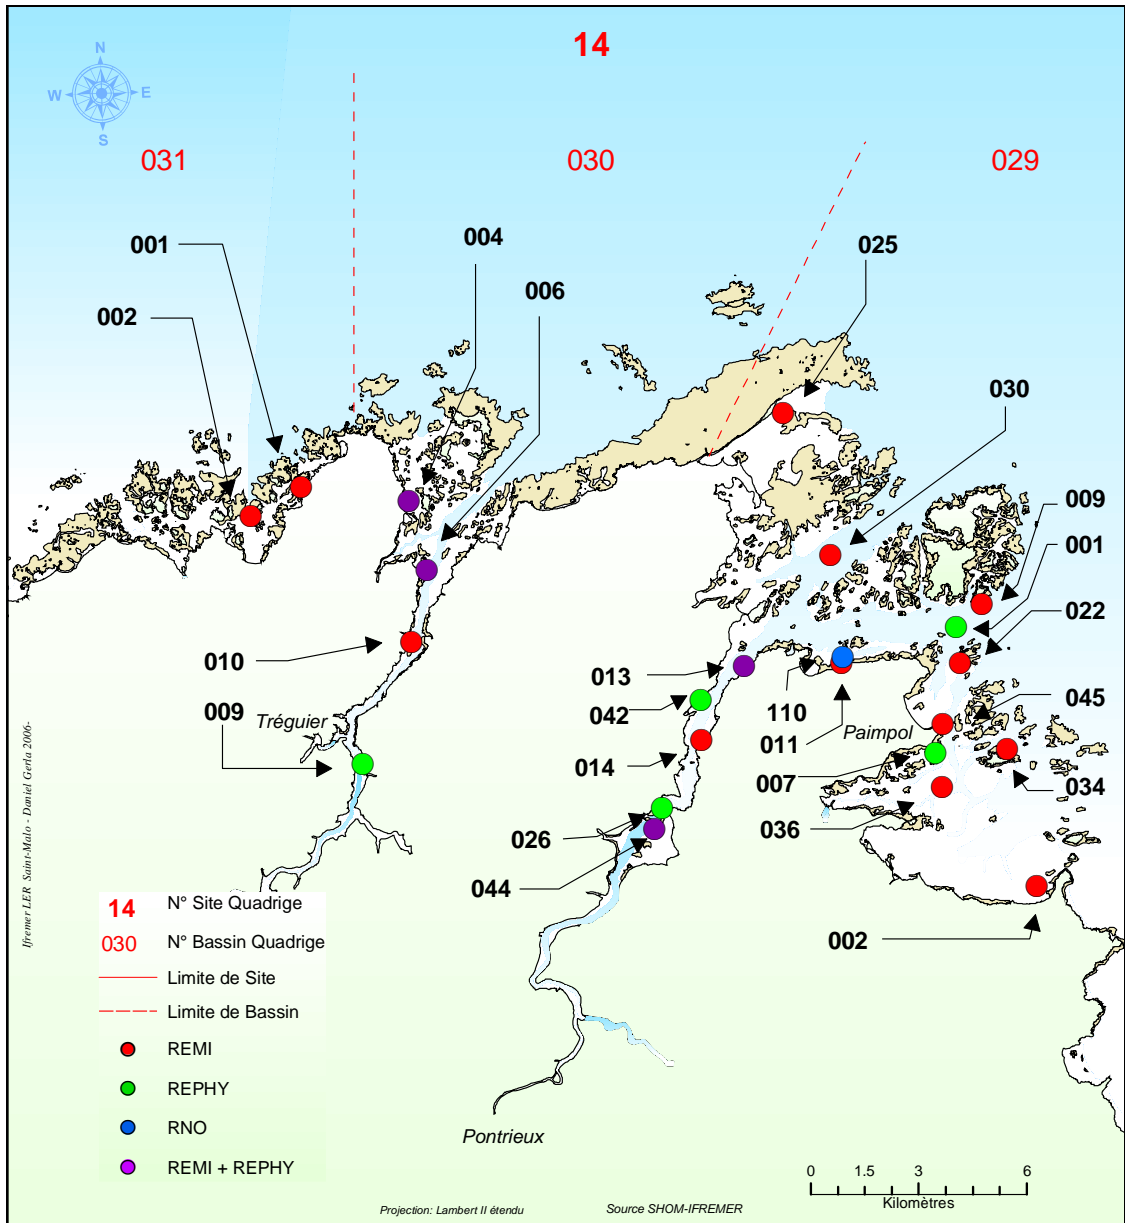 14
N
W E
S
031
030
029
001
004
025
006
002
030
009
001
022
010
013
045
009
Tréguier
042
110
Paimpol
014
011
007
034
036
026
044
002
Ifremer LER Saint-Malo - Daniel Gerla 2006-
14 N° Site Quadrige
030 N° Bassin Quadrige
Limite de Site
Limite de Bassin
REMI
REPHY
RNO
REMI + REPHY
Pontrieux
0 1.5 3 6
Kilomètres
Projection: Lambert II étendu
Source SHOM-IFREMER